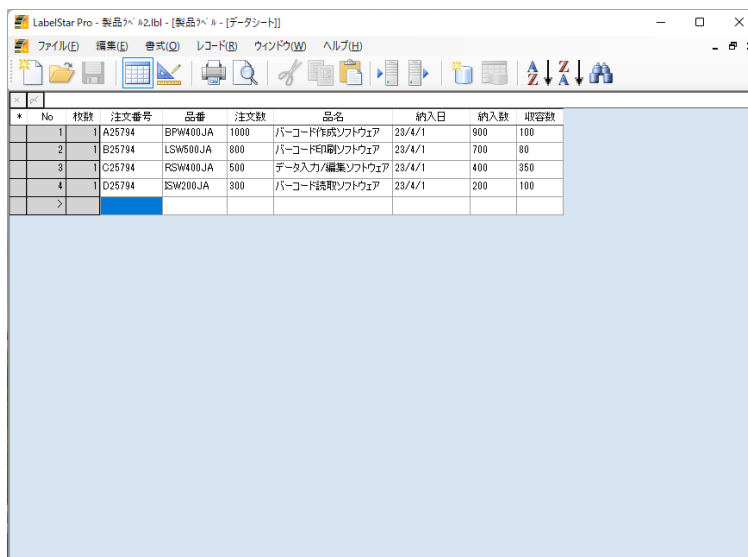 LabelStar Pro - 製品ﾗﾍﾞﾙ2.lbl - [製品ﾗﾍﾞﾙ - [データシート]]
ファイル(F) 編集(E) 書式(O) レコード(R) ウィンドウ(W) ヘルプ(H)
* No 枚数 注文番号 品番 注文数 品名 納入日 納入数 収容数
1 1 A25794 BPW400JA 1000 バーコード作成ソフトウェア 23/4/1 900 100
2 1 B25794 LSW500JA 800 バーコード印刷ソフトウェア 23/4/1 700 80
3 1 C25794 RSW400JA 500 データ入力/編集ソフトウェア 23/4/1 400 350
4 1 D25794 ISW200JA 300 バーコード読取ソフトウェア 23/4/1 200 100
>